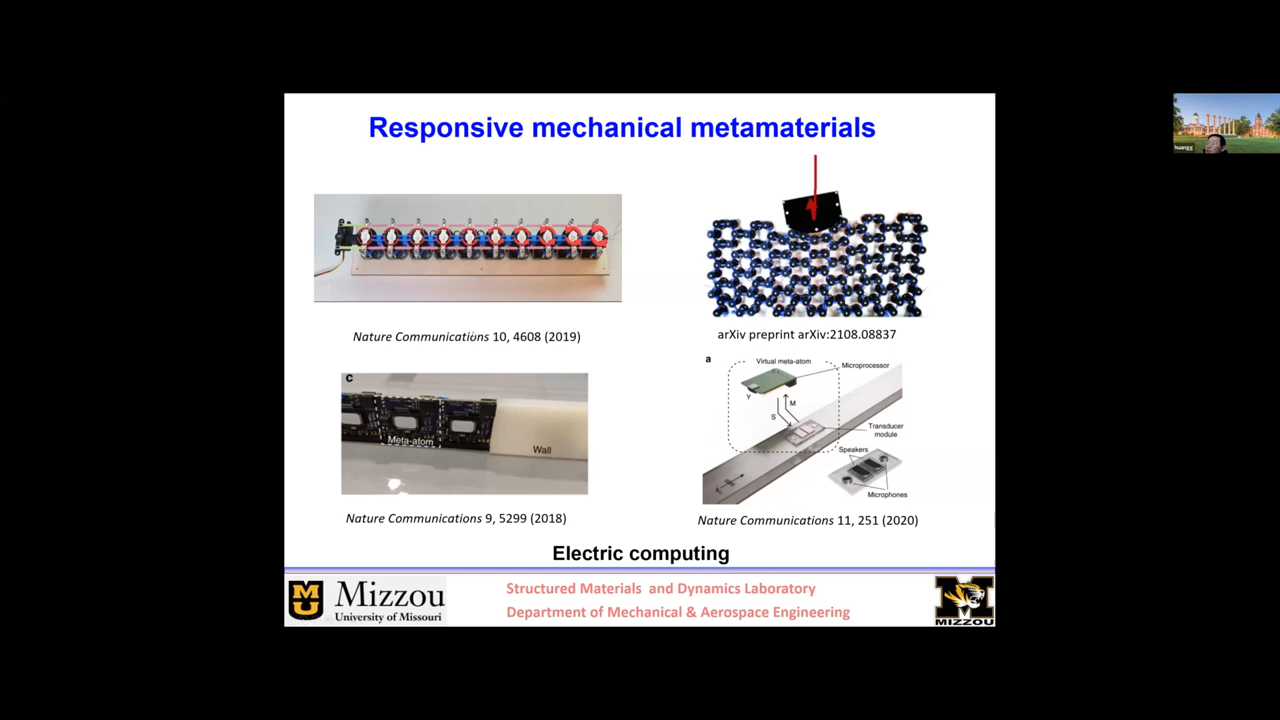 Responsive mechanical metamaterials
Nature Communications 10, 4608 (2019)
arXiv preprint arXiv:2108.08837
c
Meta-atom
Wall
Nature Communications 9, 5299 (2018)
a
Virtual meta-atom
Microprocessor
Y
M
S
Transducer
module
Speakers
Microphones
Nature Communications 11, 251 (2020)
Electric computing
MU
Mizzou
University of Missouri
Structured Materials and Dynamics Laboratory
Department of Mechanical & Aerospace Engineering
M
MIZZOU
huangg